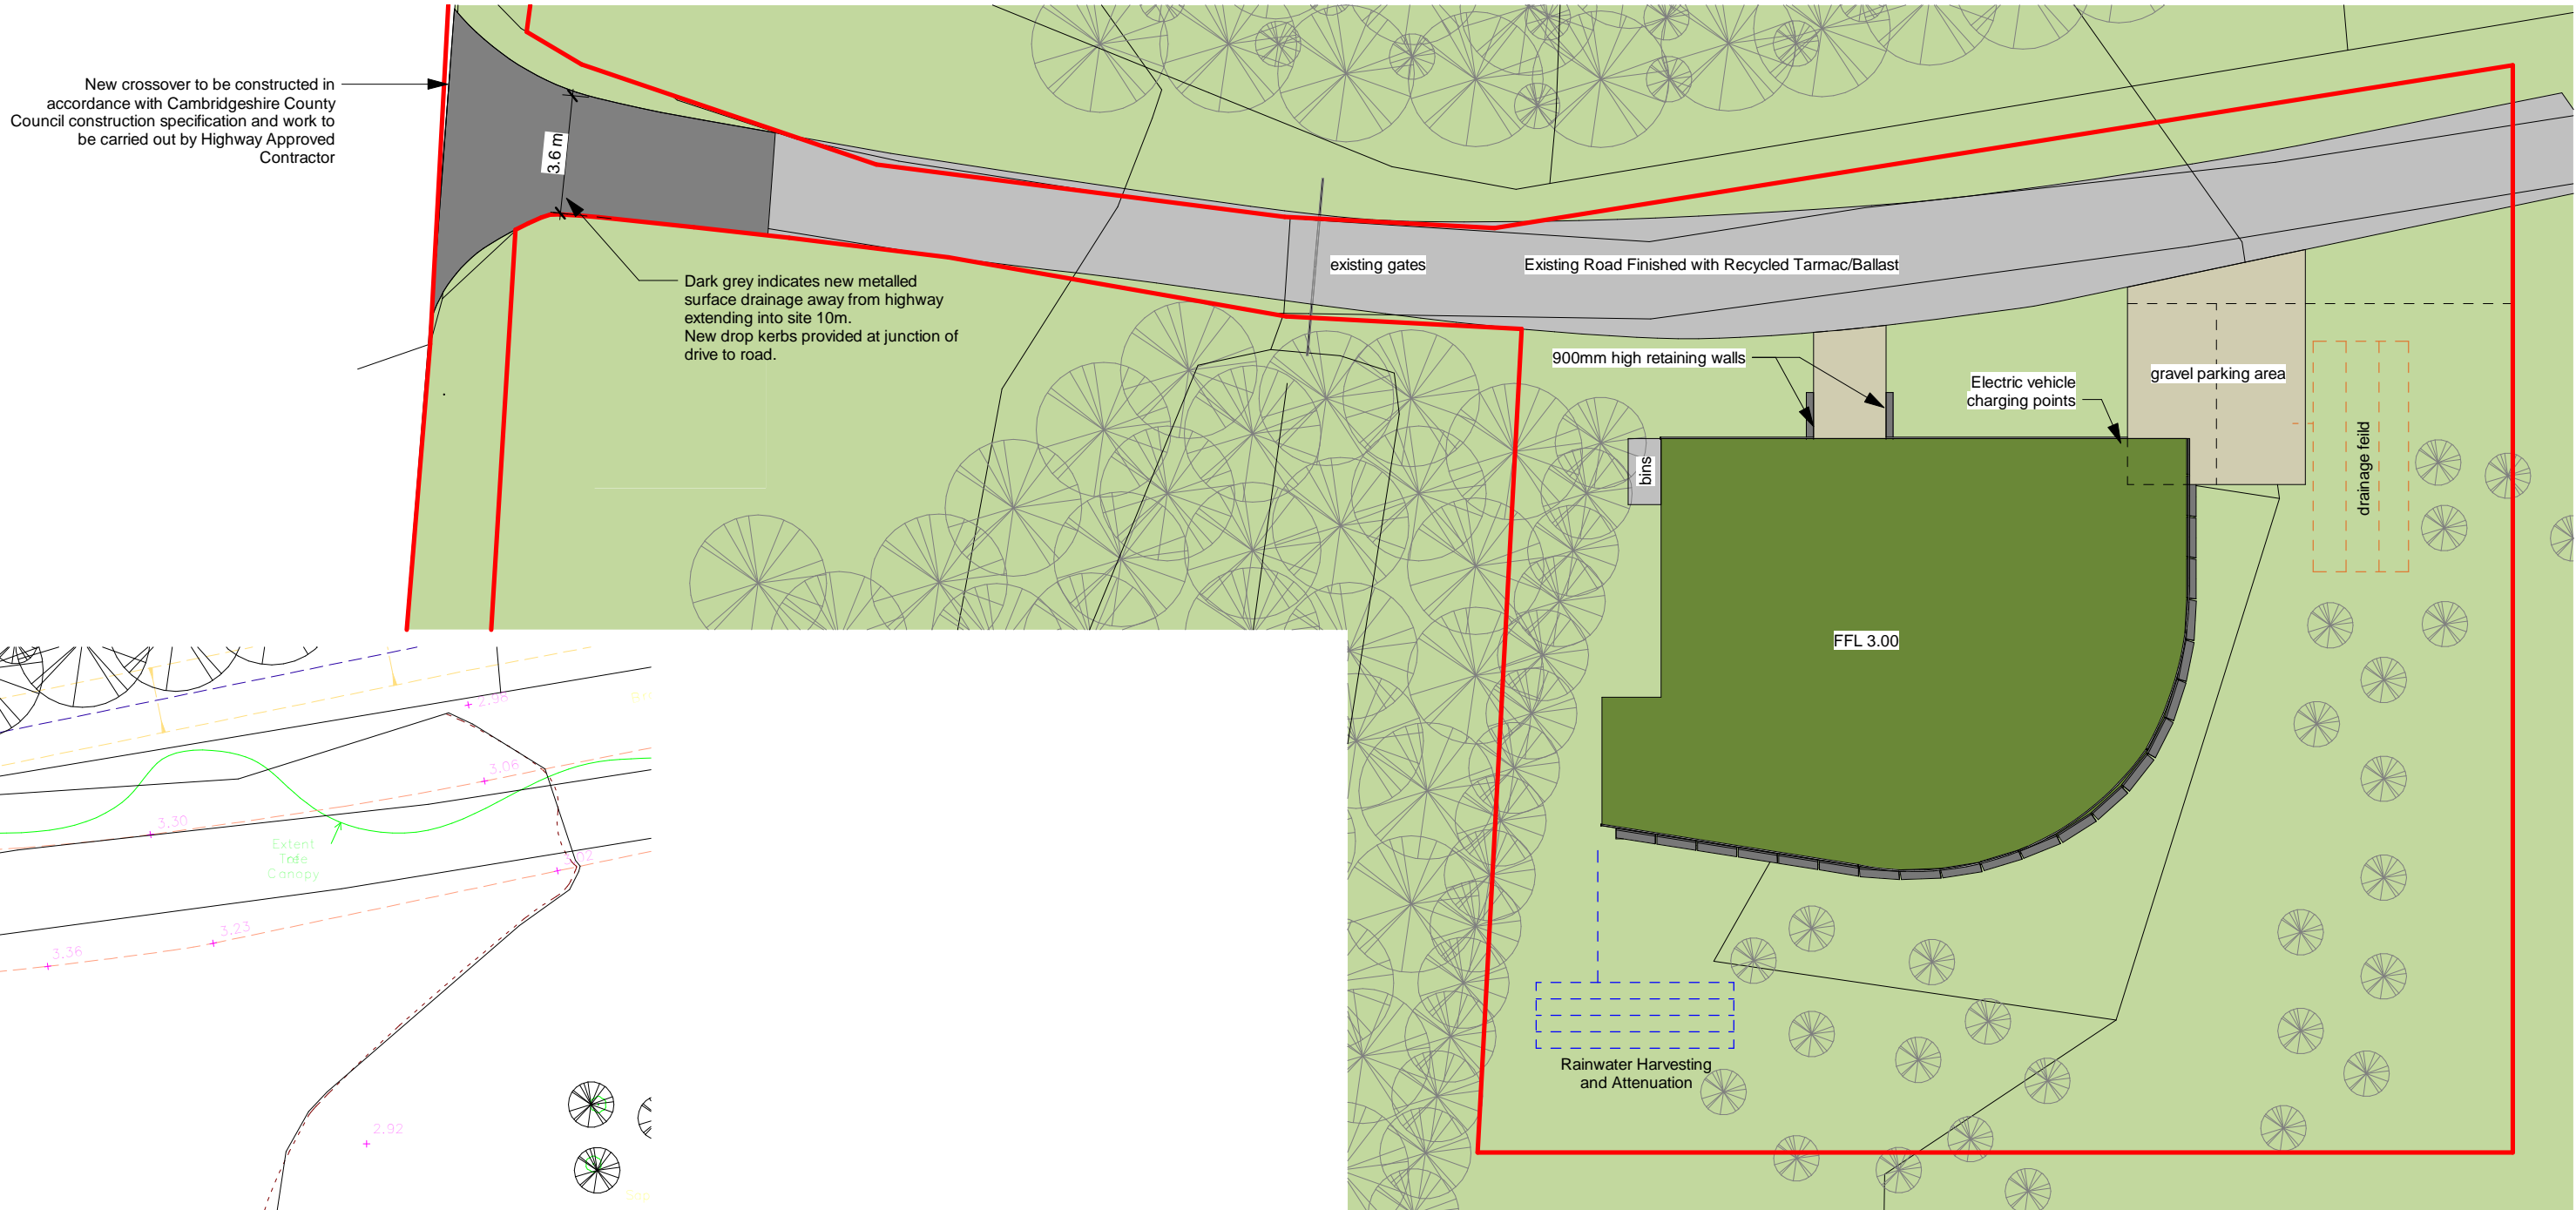 New crossover to be constructed in
accordance with Cambridgeshire County
Council construction specification and work to
be carried out by Highway Approved
Contractor
3.6 m
Dark grey indicates new metalled
surface drainage away from highway
extending into site 10m.
New drop kerbs provided at junction of
drive to road.
existing gates
Existing Road Finished with Recycled Tarmac/Ballast
900mm high retaining walls
Electric vehicle
charging points
gravel parking area
bins
drainage feild
FFL 3.00
Rainwater Harvesting
and Attenuation
2.98
3.06
3.30
Extent
Canopy
3.02
3.23
3.36
2.92